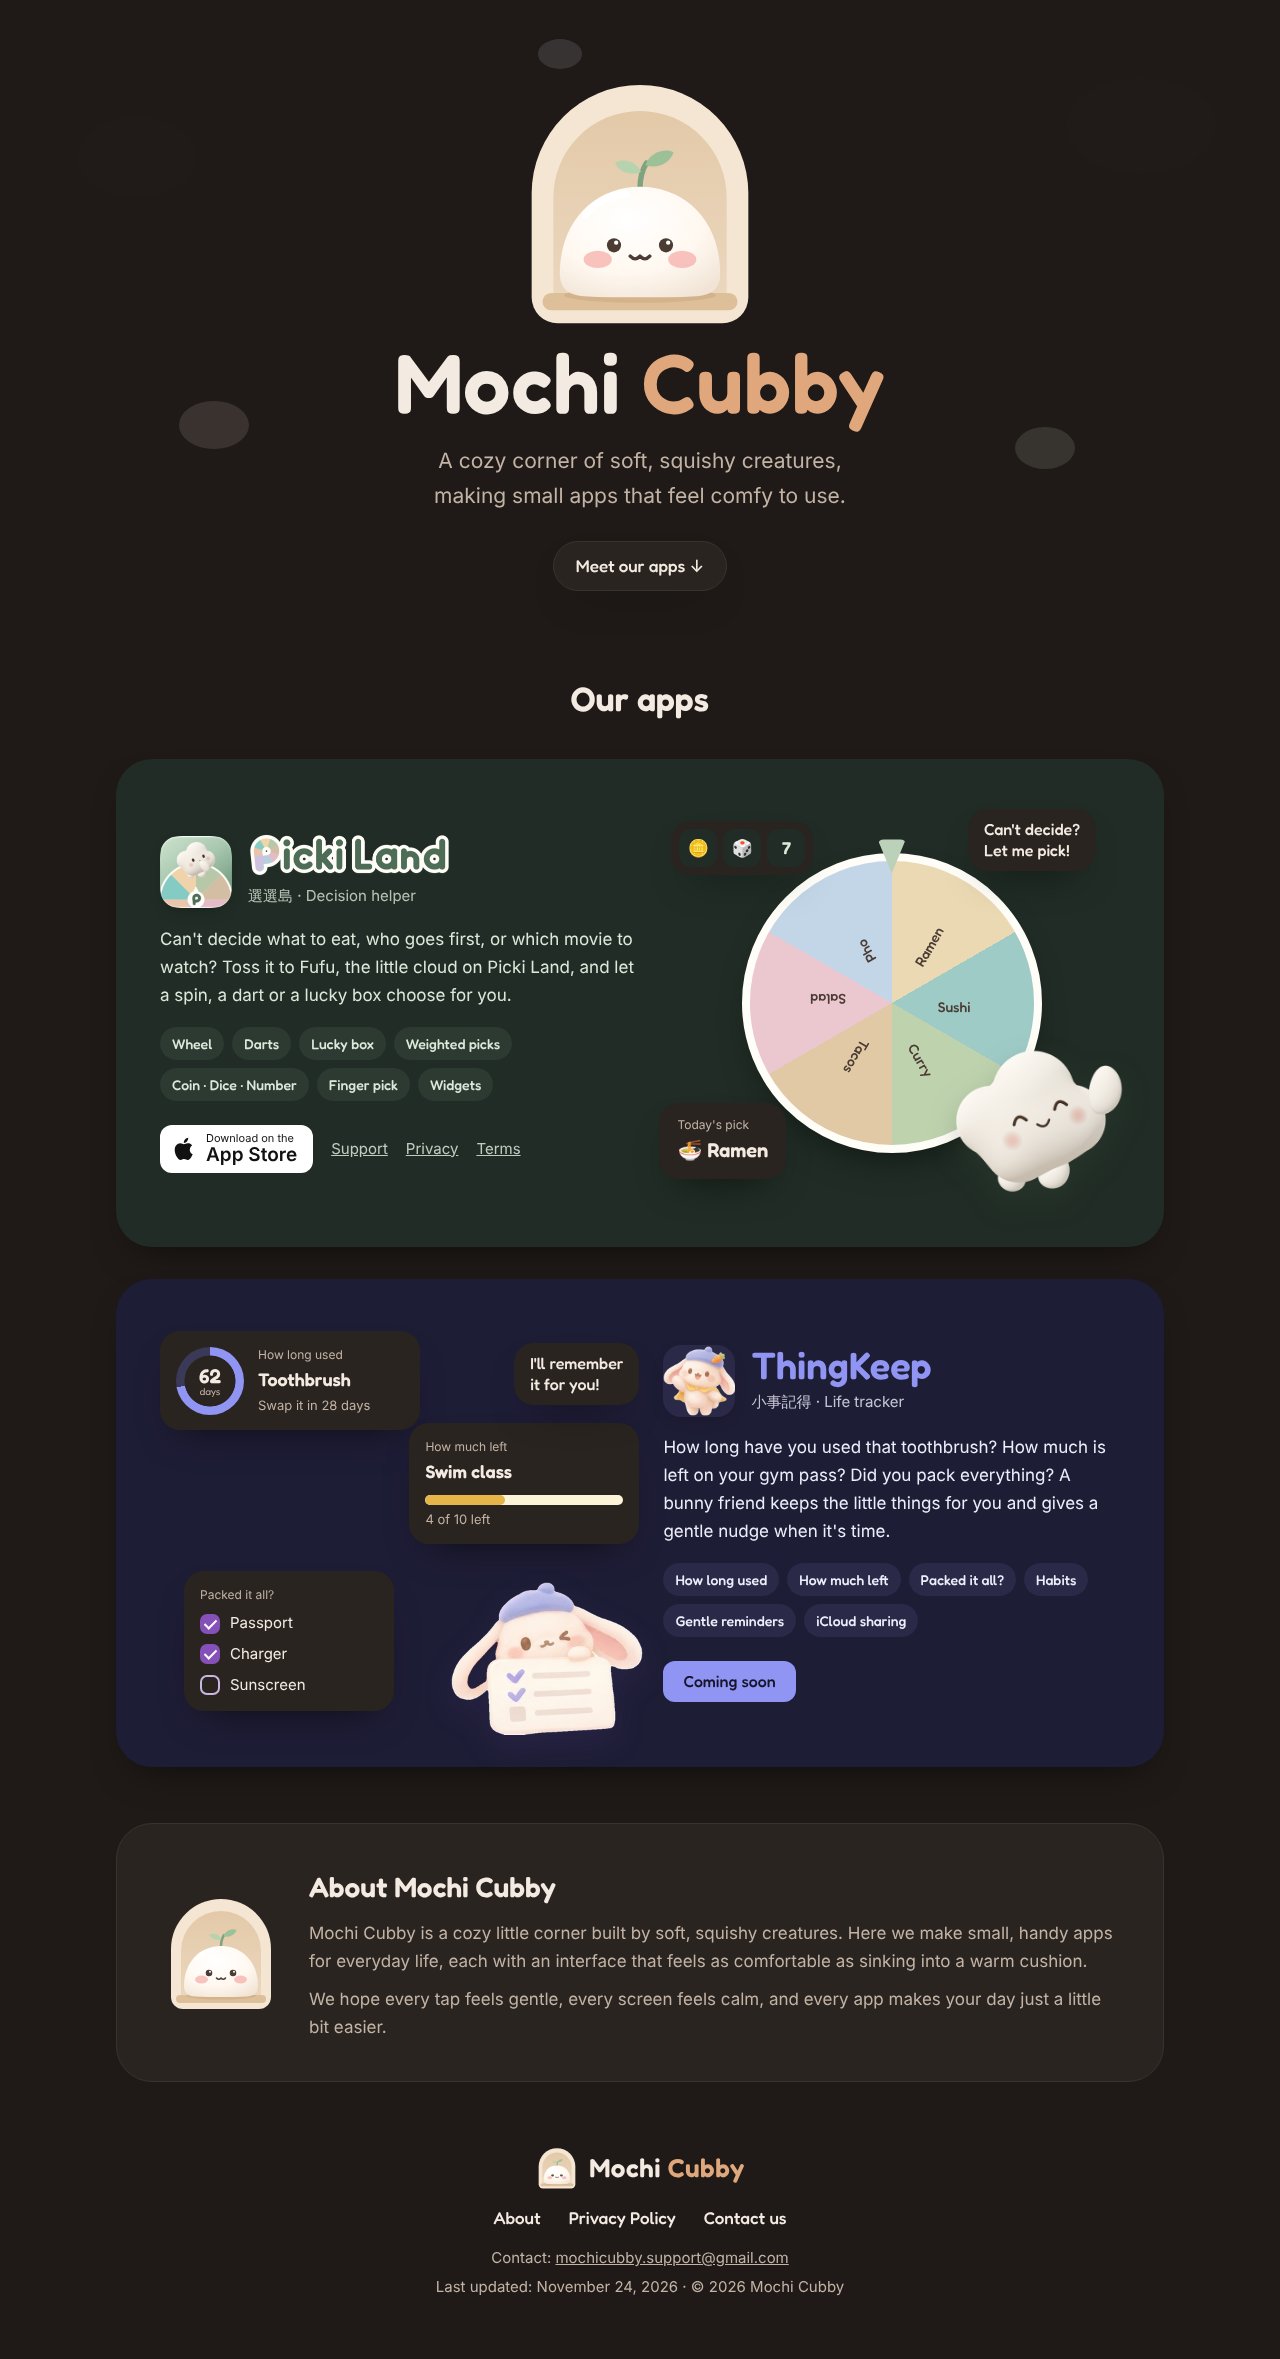 Mochi Cubby
A cozy corner of soft, squishy creatures,
making small apps that feel comfy to use.
Meet our apps ↓
Our apps
Picki Land
選選島 · Decision helper
Can't decide what to eat, who goes first, or which movie to
watch? Toss it to Fufu, the little cloud on Picki Land, and let
a spin, a dart or a lucky box choose for you.
Wheel
Darts
Lucky box
Weighted picks
Coin · Dice · Number
Finger pick
Widgets
Download on the
App Store
Support
Privacy
Terms
7
Can't decide?
Let me pick!
Ramen
Sushi
Curry
Tacos
Salad
Pho
Today's pick
🍜 Ramen
62
days
How long used
Toothbrush
Swap it in 28 days
I'll remember
it for you!
How much left
Swim class
4 of 10 left
Packed it all?
Passport
Charger
Sunscreen
ThingKeep
小事記得 · Life tracker
How long have you used that toothbrush? How much is
left on your gym pass? Did you pack everything? A
bunny friend keeps the little things for you and gives a
gentle nudge when it's time.
How long used
How much left
Packed it all?
Habits
Gentle reminders
iCloud sharing
Coming soon
About Mochi Cubby
Mochi Cubby is a cozy little corner built by soft, squishy creatures. Here we make small, handy apps
for everyday life, each with an interface that feels as comfortable as sinking into a warm cushion.
We hope every tap feels gentle, every screen feels calm, and every app makes your day just a little
bit easier.
Mochi Cubby
About
Privacy Policy
Contact us
Contact: mochicubby.support@gmail.com
Last updated: November 24, 2026 · © 2026 Mochi Cubby